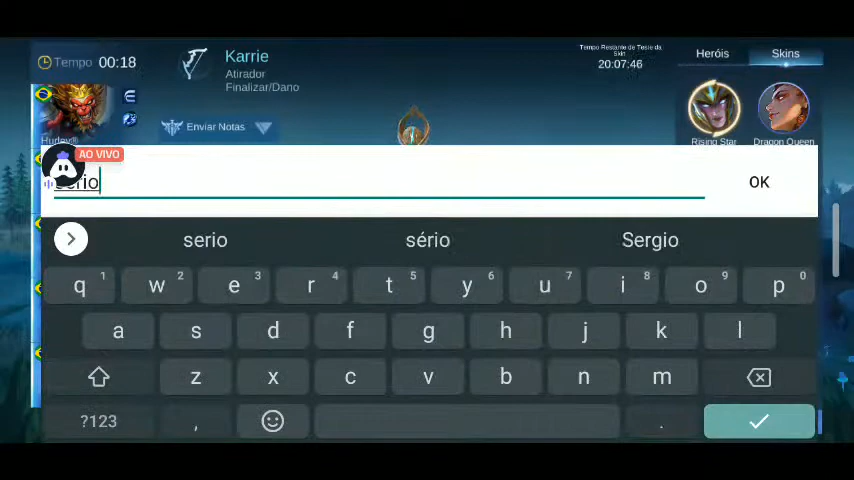 Tempo 00:18
Karrie
Atirador
Finalizar/Dano
Enviar Notas
Tempo Restante de Teste da
Skin
20:07:46
Heróis Skins
Rising Star Dragon Queen
AO VIVO
serio OK
serio sério Sergio
q 1 w 2 e 3 r 4 t 5 y 6 u 7 i 8 o 9 p 0
a s d f g h j k l
z x c v b n m
?123 , .